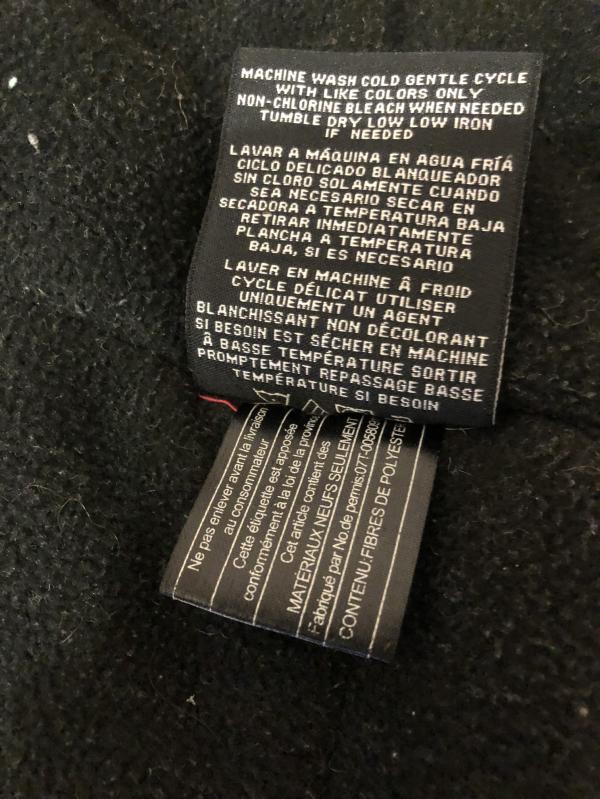 MACHINE WASH COLD GENTLE CYCLE
WITH LIKE COLORS ONLY
NON-CHLORINE BLEACH WHEN NEEDED
TUMBLE DRY LOW LOW IRON
IF NEEDED
LAVAR A MÁQUINA EN AGUA FRÍA
CICLO DELICADO BLANQUEADOR
SIN CLORO SOLAMENTE CUANDO
SEA NECESARIO SECAR EN
SECADORA A TEMPERATURA BAJA
RETIRAR INMEDIATAMENTE
PLANCHA A TEMPERATURA
BAJA, SI ES NECESARIO
LAVER EN MACHINE Â FROID
CYCLE DÉLICAT UTILISER
UNIQUEMENT UN AGENT
BLANCHISSANT NON DÉCOLORANT
SI BESOIN EST SÉCHER EN MACHINE
Â BASSE TEMPÉRATURE SORTIR
PROMPTEMENT REPASSAGE BASSE
TEMPÉRATURE SI BESOIN
Ne pas enlever avant la livraison
au consommateur
Cette étiquette est apposée
conformément à la loi de la province
Cet article contient des
MATÉRIAUX NEUFS SEULEMENT
Fabriqué par No.de permis:07T-005809
CONTENU:FIBRES DE POLYESTER